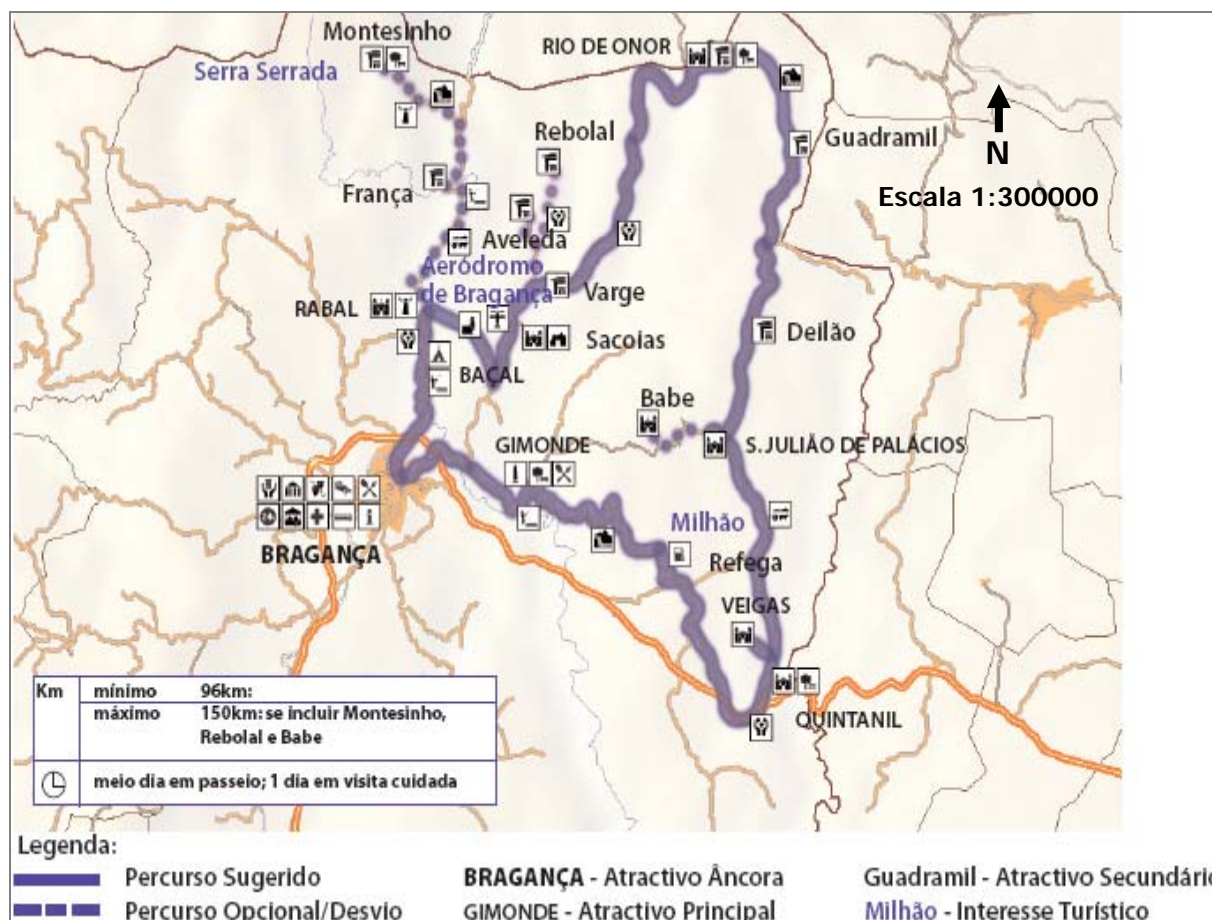 Montesinho
RIO DE ONOR
Serra Serrada
Rebolal
Guadramil
N
Escala 1:300000
França
Aveleda
Aeródromo
de Bragança
Varge
RABAL
Sacoias
Deilão
BAÇAL
Babe
GIMONDE
S.JULIÃO DE PALÁCIOS
Milhão
BRAGANÇA
Refega
VEIGAS
QUINTANIL
Km mínimo 96km:
máximo 150km: se incluir Montesinho,
Rebolal e Babe
meio dia em passeio; 1 dia em visita cuidada
Legenda:
Percurso Sugerido BRAGANÇA - Atractivo Âncora Guadramil - Atractivo Secundári
Percurso Opcional/Desvio GIMONDE - Atractivo Principal Milhão - Interesse Turístico